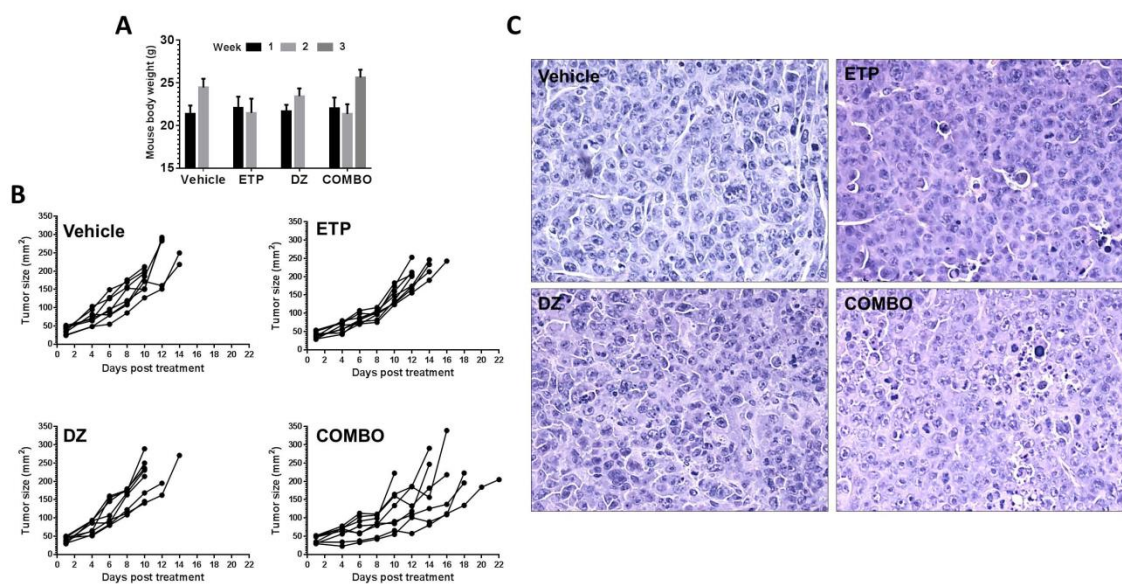 A
C
Week 1 2 3
Mouse body weight (g)
30
25
20
15
Vehicle ETP DZ COMBO
B
Vehicle
Tumor size (mm²)
350
300
250
200
150
100
50
0
0 2 4 6 8 10 12 14 16 18 20 22
Days post treatment
ETP
Tumor size (mm²)
350
300
250
200
150
100
50
0
0 2 4 6 8 10 12 14 16 18 20 22
Days post treatment
DZ
Tumor size (mm²)
350
300
250
200
150
100
50
0
0 2 4 6 8 10 12 14 16 18 20 22
Days post treatment
COMBO
Tumor size (mm²)
350
300
250
200
150
100
50
0
0 2 4 6 8 10 12 14 16 18 20 22
Days post treatment
Vehicle
ETP
DZ
COMBO